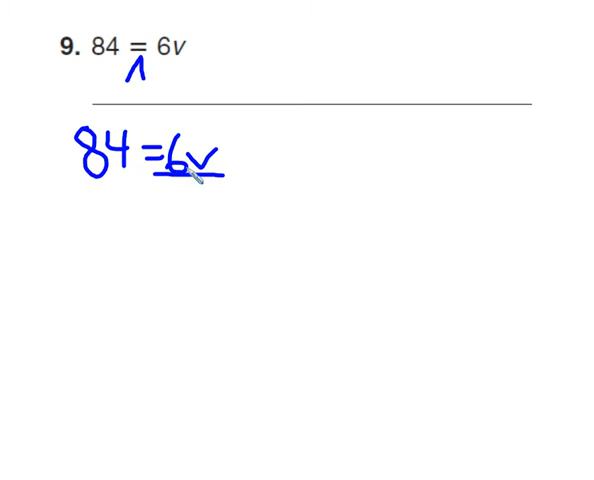 9. 84 = 6v
84 = 6v